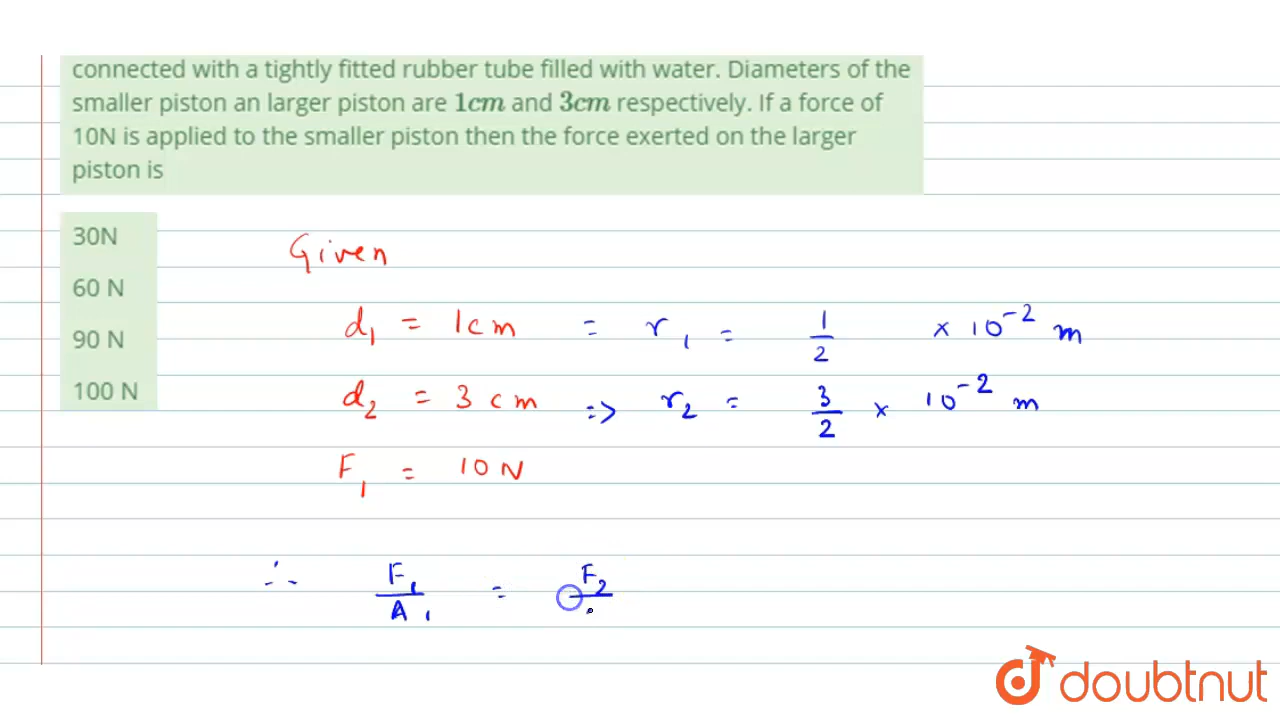 connected with a tightly fitted rubber tube filled with water. Diameters of the
smaller piston an larger piston are 1cm and 3cm respectively. If a force of
10N is applied to the smaller piston then the force exerted on the larger
piston is
30N
60 N
90 N
100 N
Given
d₁ = 1cm = r₁ = 1/2 × 10⁻² m
d₂ = 3 cm => r₂ = 3/2 × 10⁻² m
F₁ = 10 N
∴ F₁/A₁ = F₂/
doubtnut